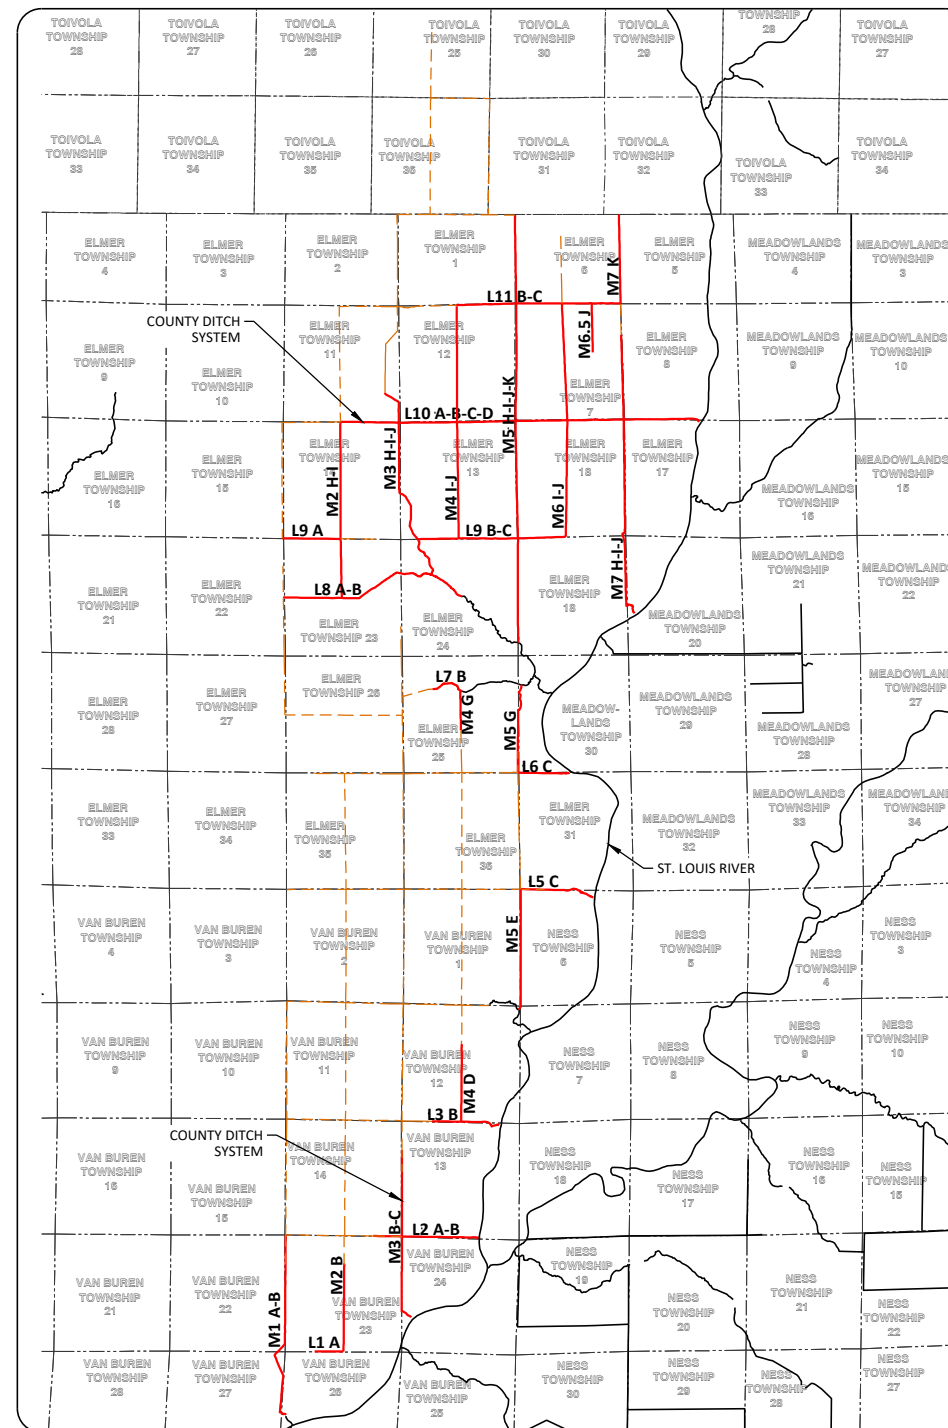 TOIVOLA
TOWNSHIP
28
TOIVOLA
TOWNSHIP
27
TOIVOLA
TOWNSHIP
26
TOIVOLA
TOWNSHIP
25
TOIVOLA
TOWNSHIP
30
TOIVOLA
TOWNSHIP
29
TOWNSHIP
28
TOIVOLA
TOWNSHIP
27
TOIVOLA
TOWNSHIP
33
TOIVOLA
TOWNSHIP
34
TOIVOLA
TOWNSHIP
35
TOIVOLA
TOWNSHIP
36
TOIVOLA
TOWNSHIP
31
TOIVOLA
TOWNSHIP
32
TOIVOLA
TOWNSHIP
33
TOIVOLA
TOWNSHIP
34
ELMER
TOWNSHIP
4
ELMER
TOWNSHIP
3
ELMER
TOWNSHIP
2
ELMER
TOWNSHIP
1
ELMER
TOWNSHIP
6
ELMER
TOWNSHIP
5
MEADOWLANDS
TOWNSHIP
4
MEADOWLANDS
TOWNSHIP
3
M7 K
L11 B-C
COUNTY DITCH
SYSTEM
ELMER
TOWNSHIP
9
ELMER
TOWNSHIP
10
ELMER
TOWNSHIP
11
ELMER
TOWNSHIP
12
M6.5 J
ELMER
TOWNSHIP
7
ELMER
TOWNSHIP
8
MEADOWLANDS
TOWNSHIP
9
MEADOWLANDS
TOWNSHIP
10
L10 A-B-C-D
M5 H-I-J-K
ELMER
TOWNSHIP
16
ELMER
TOWNSHIP
15
ELMER
TOWNSHIP
M2 H-I
M3 H-I-J
ELMER
TOWNSHIP
13
M4 I-J
ELMER
TOWNSHIP
18
M6 I-J
ELMER
TOWNSHIP
17
MEADOWLANDS
TOWNSHIP
16
MEADOWLANDS
TOWNSHIP
15
L9 A
L9 B-C
M7 H-I-J
L8 A-B
ELMER
TOWNSHIP
21
ELMER
TOWNSHIP
22
ELMER
TOWNSHIP 23
ELMER
TOWNSHIP
24
ELMER
TOWNSHIP
18
MEADOWLANDS
TOWNSHIP
20
MEADOWLANDS
TOWNSHIP
21
MEADOWLANDS
TOWNSHIP
22
L7 B
M4 G
M5 G
ELMER
TOWNSHIP
28
ELMER
TOWNSHIP
27
ELMER
TOWNSHIP 26
ELMER
TOWNSHIP
25
MEADOW-
LANDS
TOWNSHIP
30
MEADOWLANDS
TOWNSHIP
29
MEADOWLANDS
TOWNSHIP
28
MEADOWLAN
TOWNSHIP
27
L6 C
ELMER
TOWNSHIP
33
ELMER
TOWNSHIP
34
ELMER
TOWNSHIP
35
ELMER
TOWNSHIP
36
ELMER
TOWNSHIP
31
MEADOWLANDS
TOWNSHIP
32
MEADOWLANDS
TOWNSHIP
33
MEADOWLANDS
TOWNSHIP
34
ST. LOUIS RIVER
L5 C
M5 E
VAN BUREN
TOWNSHIP
4
VAN BUREN
TOWNSHIP
3
VAN BUREN
TOWNSHIP
2
VAN BUREN
TOWNSHIP
1
NESS
TOWNSHIP
6
NESS
TOWNSHIP
5
NESS
TOWNSHIP
4
NESS
TOWNSHIP
3
VAN BUREN
TOWNSHIP
9
VAN BUREN
TOWNSHIP
10
VAN BUREN
TOWNSHIP
11
VAN BUREN
TOWNSHIP
12
M4 D
L3 B
NESS
TOWNSHIP
7
NESS
TOWNSHIP
8
NESS
TOWNSHIP
9
NESS
TOWNSHIP
10
COUNTY DITCH
SYSTEM
VAN BUREN
TOWNSHIP
16
VAN BUREN
TOWNSHIP
15
VAN BUREN
TOWNSHIP
14
VAN BUREN
TOWNSHIP
13
NESS
TOWNSHIP
18
NESS
TOWNSHIP
17
NESS
TOWNSHIP
16
NESS
TOWNSHIP
15
L2 A-B
M3 B-C
M2 B
M1 A-B
L1 A
VAN BUREN
TOWNSHIP
21
VAN BUREN
TOWNSHIP
22
VAN BUREN
TOWNSHIP
23
VAN BUREN
TOWNSHIP
24
NESS
TOWNSHIP
19
NESS
TOWNSHIP
20
NESS
TOWNSHIP
21
NESS
TOWNSHIP
22
VAN BUREN
TOWNSHIP
28
VAN BUREN
TOWNSHIP
27
VAN BUREN
TOWNSHIP
26
VAN BUREN
TOWNSHIP
25
NESS
TOWNSHIP
30
NESS
TOWNSHIP
29
NESS
TOWNSHIP
28
NESS
TOWNSHIP
27